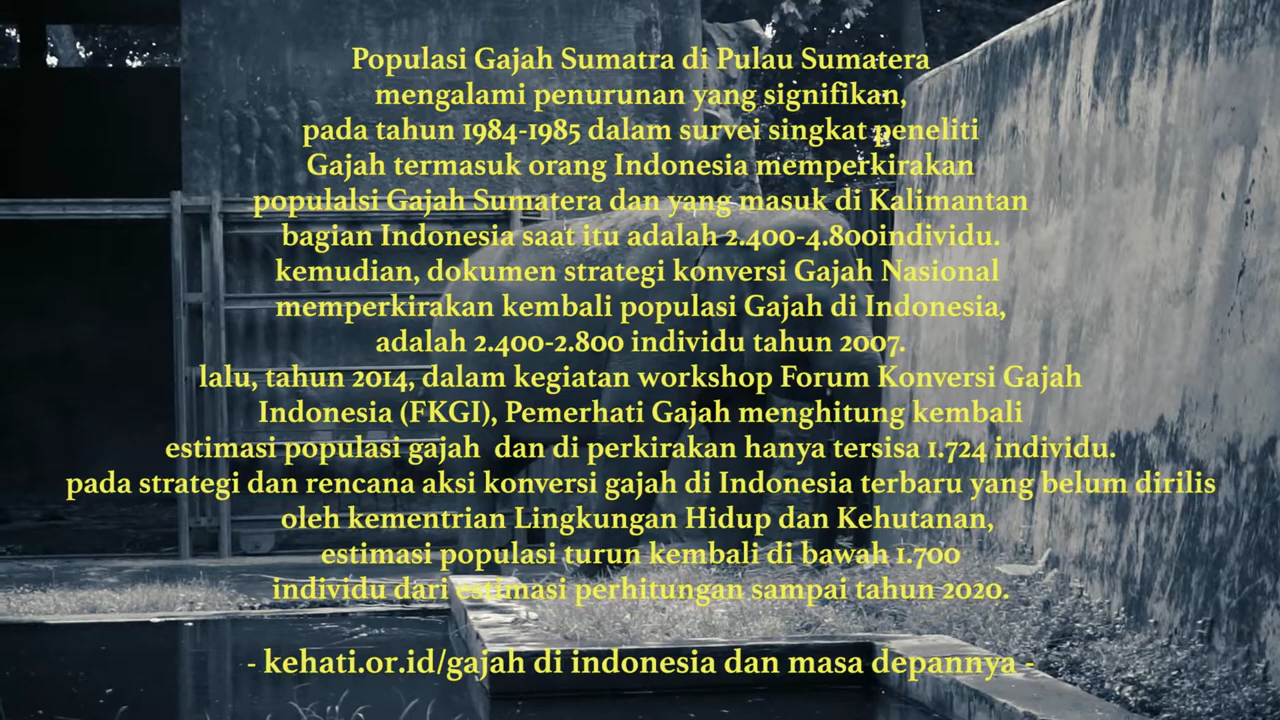 Populasi Gajah Sumatra di Pulau Sumatera
mengalami penurunan yang signifikan,
pada tahun 1984-1985 dalam survei singkat peneliti
Gajah termasuk orang Indonesia memperkirakan
populalsi Gajah Sumatera dan yang masuk di Kalimantan
bagian Indonesia saat itu adalah 2.400-4.800individu.
kemudian, dokumen strategi konversi Gajah Nasional
memperkirakan kembali populasi Gajah di Indonesia,
adalah 2.400-2.800 individu tahun 2007.
lalu, tahun 2014, dalam kegiatan workshop Forum Konversi Gajah
Indonesia (FKGI), Pemerhati Gajah menghitung kembali
estimasi populasi gajah  dan di perkirakan hanya tersisa 1.724 individu.
pada strategi dan rencana aksi konversi gajah di Indonesia terbaru yang belum dirilis
oleh kementrian Lingkungan Hidup dan Kehutanan,
estimasi populasi turun kembali di bawah 1.700
individu dari estimasi perhitungan sampai tahun 2020.
- kehati.or.id/gajah di indonesia dan masa depannya -